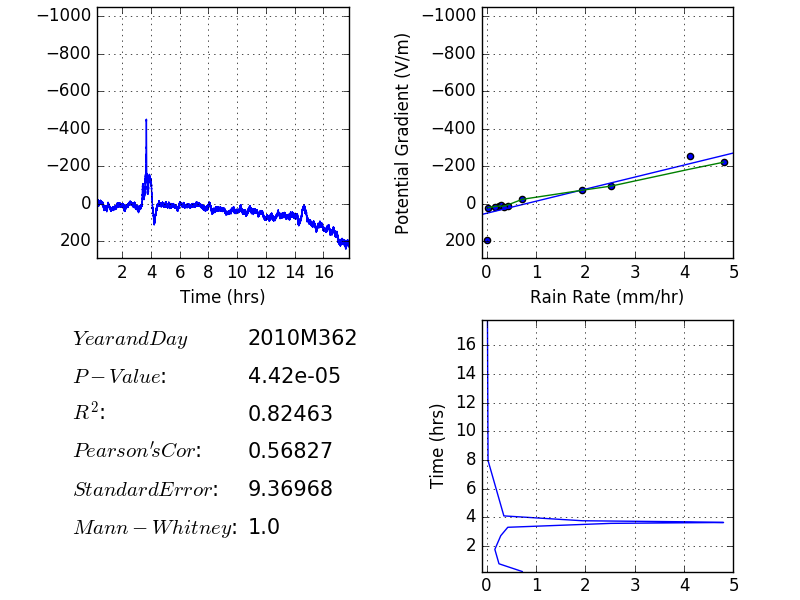 −1000
−800
−600
−400
−200
0
200
2 4 6 8 10 12 14 16
Time (hrs)
Potential Gradient (V/m)
−1000
−800
−600
−400
−200
0
200
0 1 2 3 4 5
Rain Rate (mm/hr)
YearandDay 2010M362
P − Value: 4.42e-05
R²: 0.82463
Pearson'sCor: 0.56827
StandardError: 9.36968
Mann − Whitney: 1.0
Time (hrs)
16
14
12
10
8
6
4
2
0 1 2 3 4 5